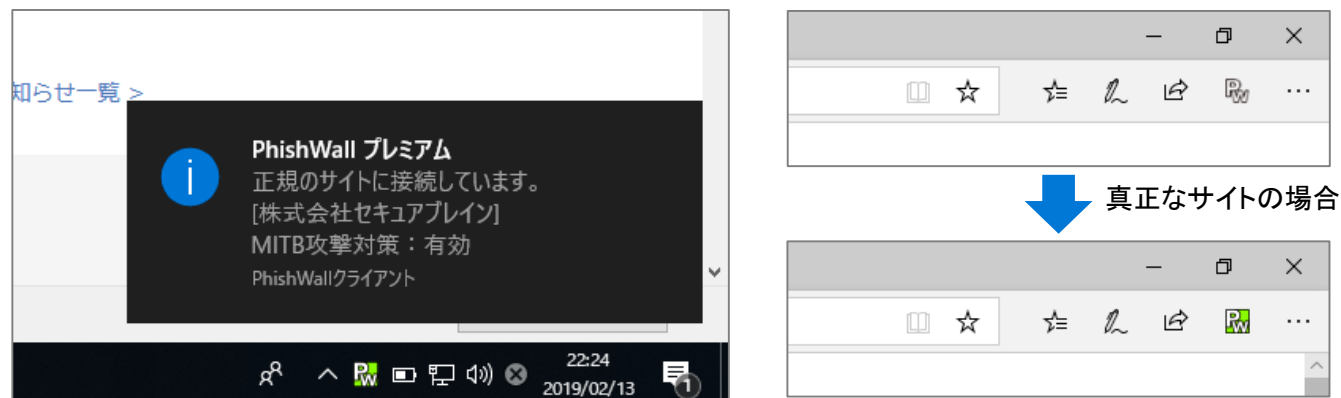 知らせ一覧 >
PhishWall プレミアム
正規のサイトに接続しています。
[株式会社セキュアブレイン]
MITB攻撃対策：有効
PhishWallクライアント
PW
22:24
2019/02/13
1
PW
真正なサイトの場合
PW